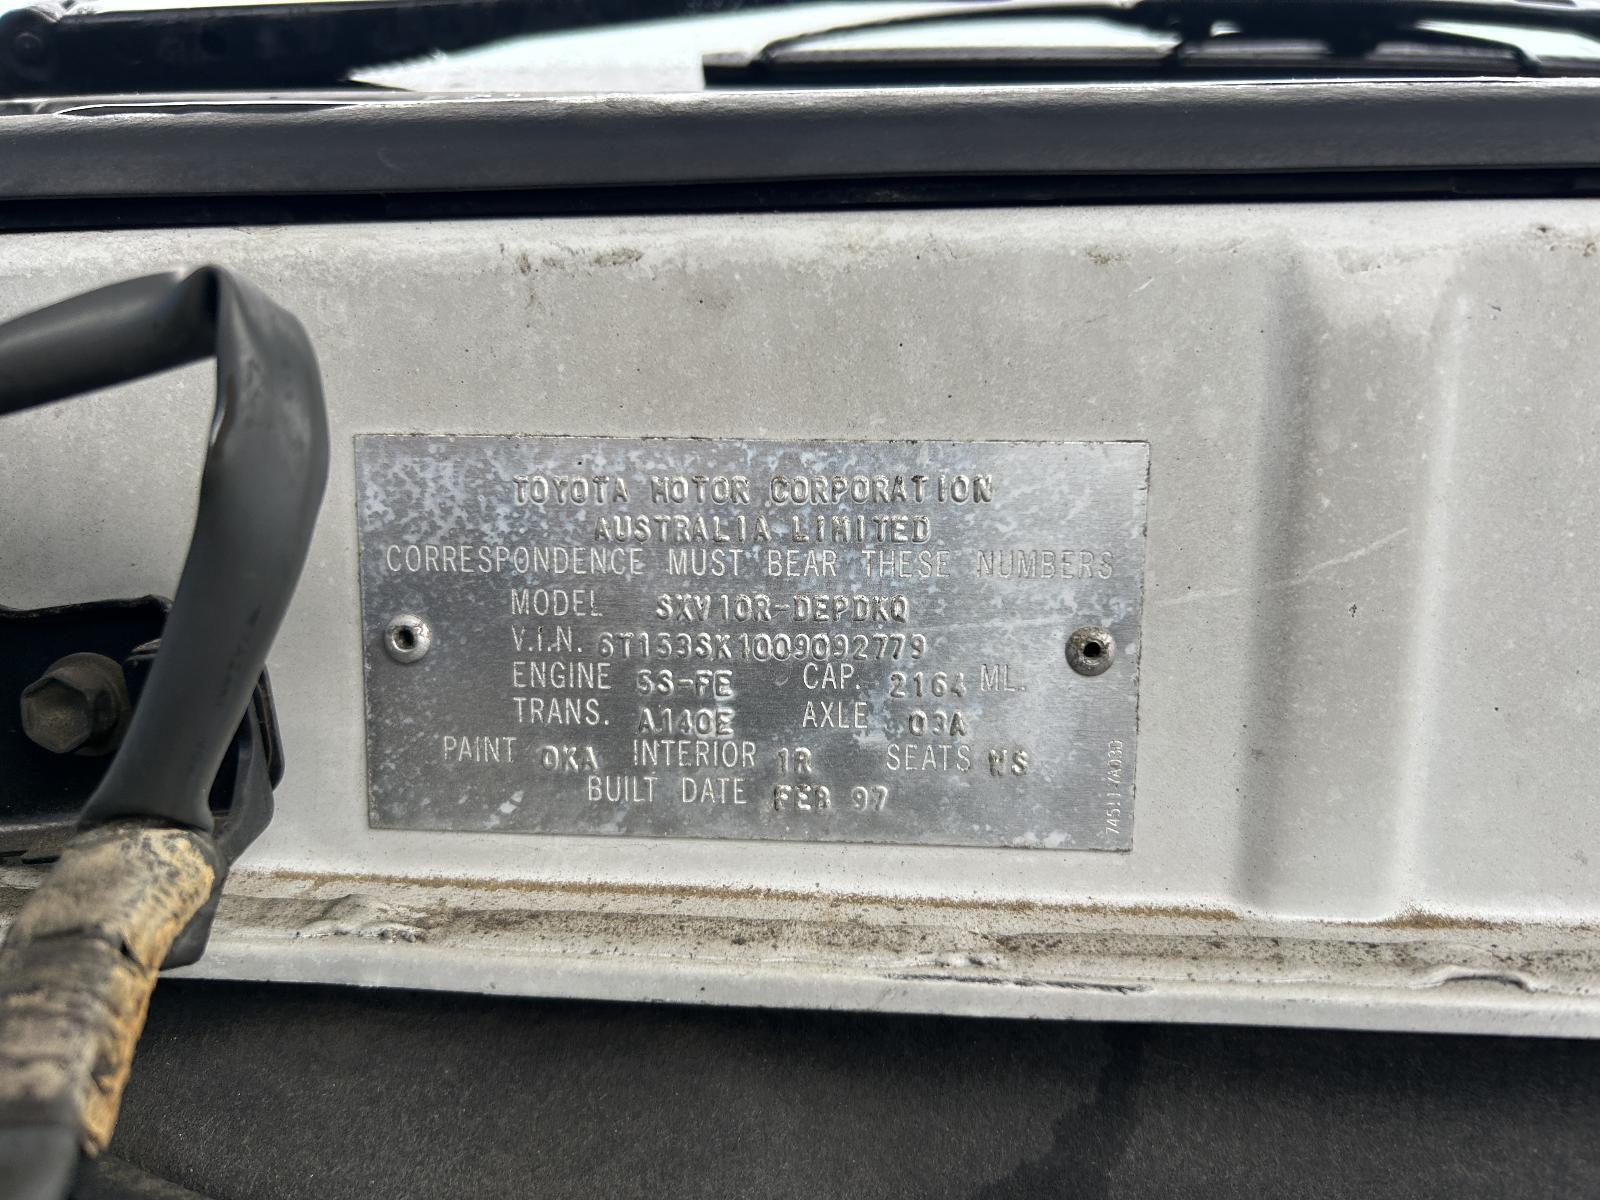 TOYOTA MOTOR CORPORATION
AUSTRALIA LIMITED
CORRESPONDENCE MUST BEAR THESE NUMBERS
MODEL SXV10R-DEPDKQ
V.I.N. 6T153SK1009092779
ENGINE 5S-FE CAP. 2164 ML.
TRANS. A140E AXLE 03A
PAINT 0KA INTERIOR 1R SEATS WS
BUILT DATE FEB 97